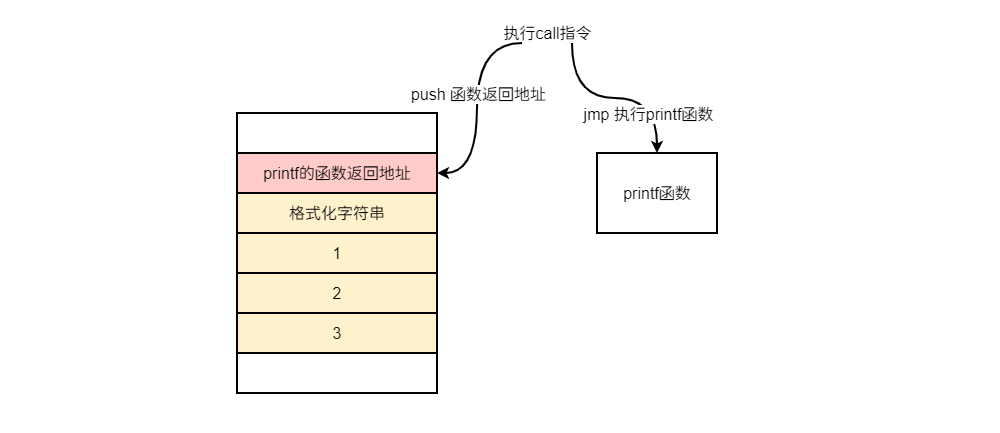 执行call指令
push 函数返回地址
jmp 执行printf函数
printf的函数返回地址
格式化字符串
printf函数
1
2
3